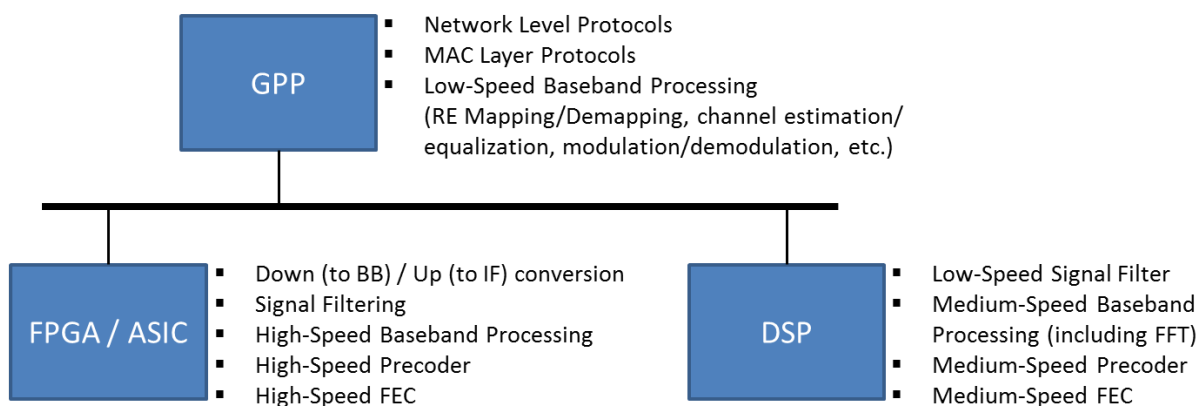 GPP
▪ Network Level Protocols
▪ MAC Layer Protocols
▪ Low-Speed Baseband Processing
(RE Mapping/Demapping, channel estimation/
equalization, modulation/demodulation, etc.)
FPGA / ASIC
▪ Down (to BB) / Up (to IF) conversion
▪ Signal Filtering
▪ High-Speed Baseband Processing
▪ High-Speed Precoder
▪ High-Speed FEC
DSP
▪ Low-Speed Signal Filter
▪ Medium-Speed Baseband
Processing (including FFT)
▪ Medium-Speed Precoder
▪ Medium-Speed FEC